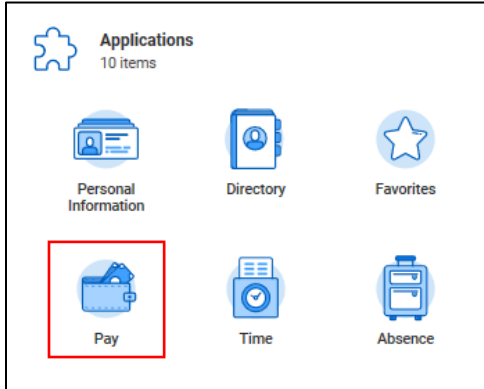 Applications
10 items
Personal
Information
Directory
Favorites
Pay
Time
Absence